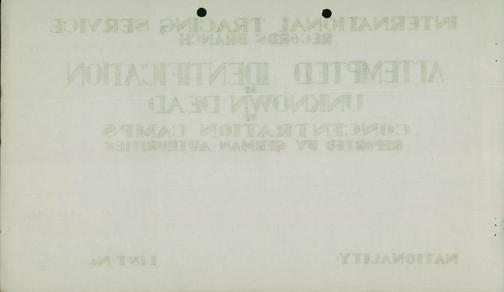 INTERNATIONAL TRACING SERVICE
RECORDS BRANCH
ATTEMPTED IDENTIFICATION
OF
UNKNOWN DEAD
OF
CONCENTRATION CAMPS
REPORTED BY GERMAN AUTHORITIES
NATIONALITY LIST No.